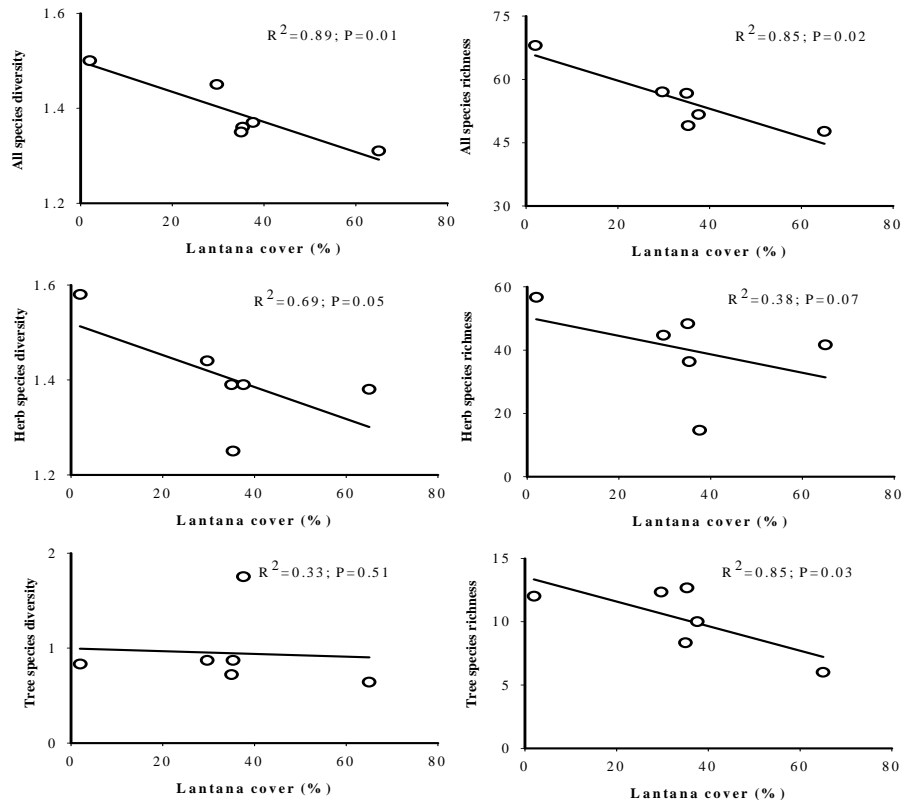 1.6
1.4
1.2
All species diversity
R²=0.89; P=0.01
0 20 40 60 80
Lantana cover (%)
75
60
45
30
All species richness
R²=0.85; P=0.02
0 20 40 60 80
Lantana cover (%)
1.6
1.4
1.2
Herb species diversity
R²=0.69; P=0.05
0 20 40 60 80
Lantana cover (%)
60
40
20
0
Herb species richness
R²=0.38; P=0.07
0 20 40 60 80
Lantana cover (%)
2
1
0
Tree species diversity
R²=0.33; P=0.51
0 20 40 60 80
Lantana cover (%)
15
10
5
0
Tree species richness
R²=0.85; P=0.03
0 20 40 60 80
Lantana cover (%)